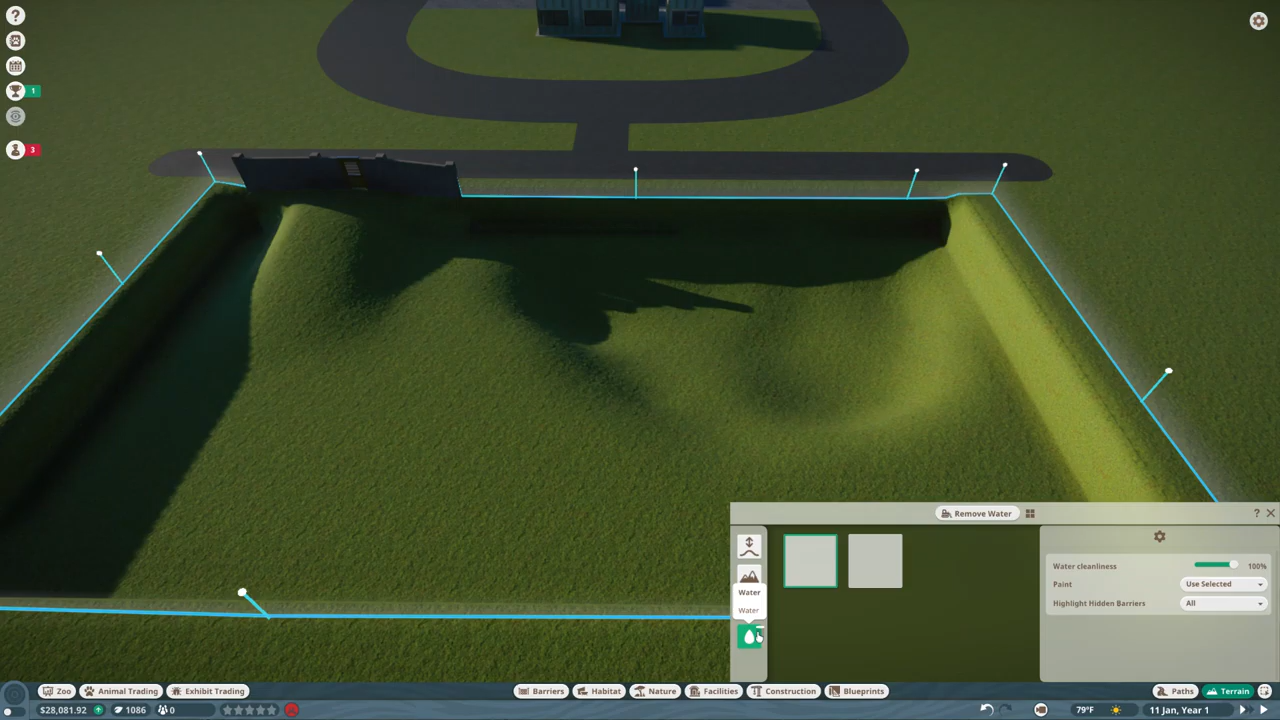 ?
1
3
Remove Water
?
Water cleanliness 100%
Paint Use Selected
Highlight Hidden Barriers All
Water
Water
Zoo Animal Trading Exhibit Trading Barriers Habitat Nature Facilities Construction Blueprints Paths Terrain
$28,081.92 1086 0 79°F 11 Jan, Year 1